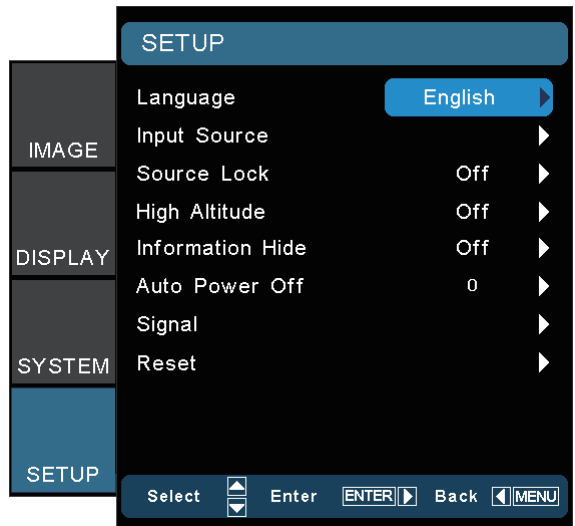 SETUP
Language English
Input Source
IMAGE
Source Lock Off
High Altitude Off
DISPLAY
Information Hide Off
Auto Power Off 0
Signal
SYSTEM
Reset
SETUP
Select Enter ENTER Back MENU